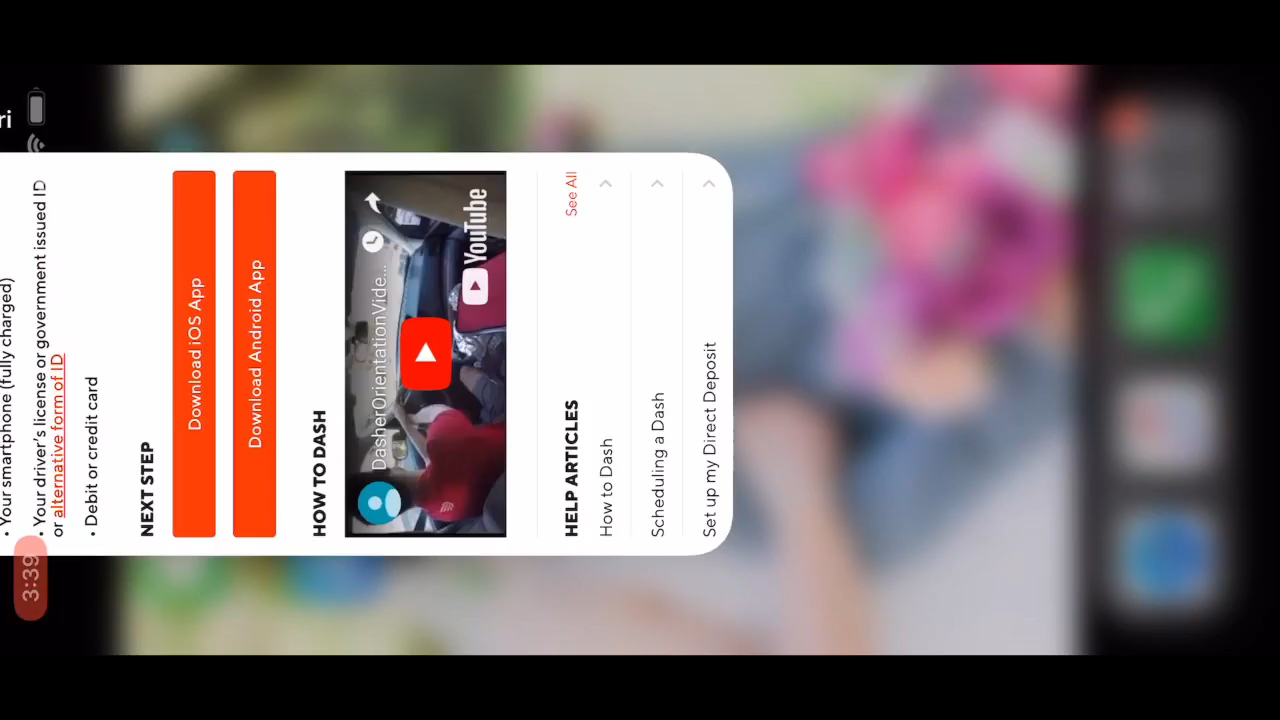 ri
3:39
• Your smartphone (fully charged)
• Your driver's license or government issued ID
or alternative form of ID
• Debit or credit card
NEXT STEP
Download iOS App
Download Android App
HOW TO DASH
DasherOrientationVide...
YouTube
HELP ARTICLES See All
How to Dash
Scheduling a Dash
Set up my Direct Deposit